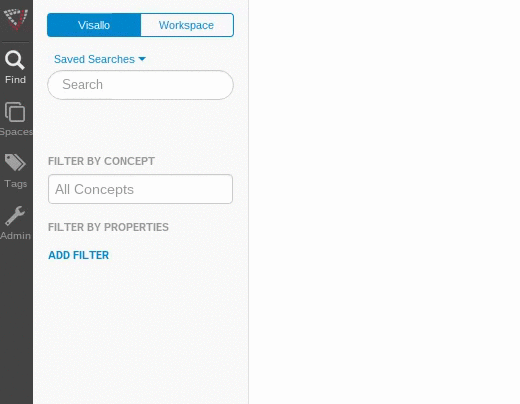 Visallo
Workspace
Saved Searches
Search
Find
Spaces
FILTER BY CONCEPT
All Concepts
Tags
FILTER BY PROPERTIES
Admin
ADD FILTER